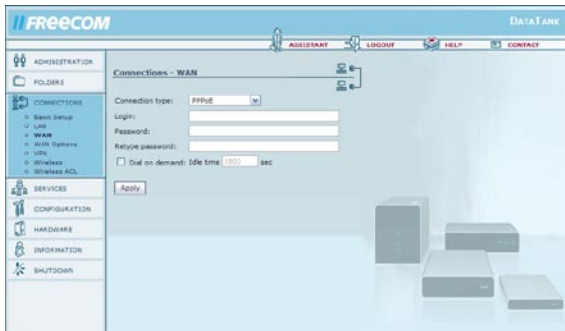 FREECOM
DATATANK
ASSISTANT LOGOUT HELP CONTACT
ADMINISTRATION
FOLDERS
CONNECTIONS
Basic Setup
LAN
WAN
WAN Options
VPN
Wireless
Wireless ACL
SERVICES
CONFIGURATION
HARDWARE
INFORMATION
SHUTDOWN
Connections - WAN
Connection type: PPPoE
Login:
Password:
Retype password:
Dial on demand: Idle time 1800 sec
Apply